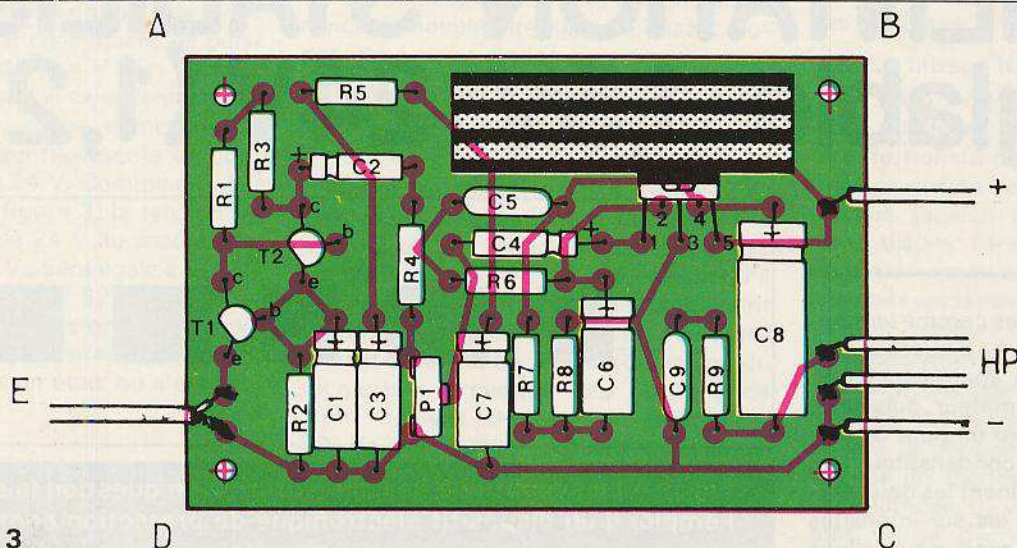 A
B
R5
R3
R1
+
C2
C5
+
c
2
4
+
b
T2
C4
+
1
3
5
+
R4
R6
c
e
T1
b
+
C8
HP
+
+
+
e
R7
R8
C6
C9
R9
E
R2
C1
C3
P1
C7
-
3
D
C